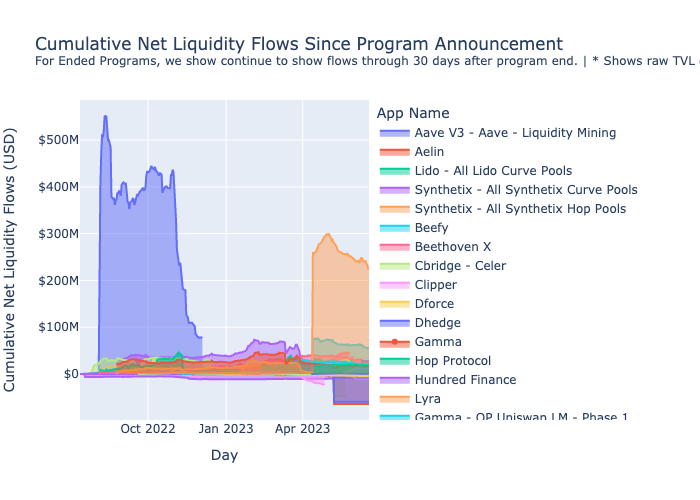 Cumulative Net Liquidity Flows Since Program Announcement
For Ended Programs, we show continue to show flows through 30 days after program end. | * Shows raw TVL
App Name
Aave V3 - Aave - Liquidity Mining
Aelin
Lido - All Lido Curve Pools
Synthetix - All Synthetix Curve Pools
Synthetix - All Synthetix Hop Pools
Beefy
Beethoven X
Cbridge - Celer
Clipper
Dforce
Dhedge
Gamma
Hop Protocol
Hundred Finance
Lyra
Gamma - OP Uniswap LM - Phase 1
Cumulative Net Liquidity Flows (USD)
$500M
$400M
$300M
$200M
$100M
$0
Oct 2022
Jan 2023
Apr 2023
Day